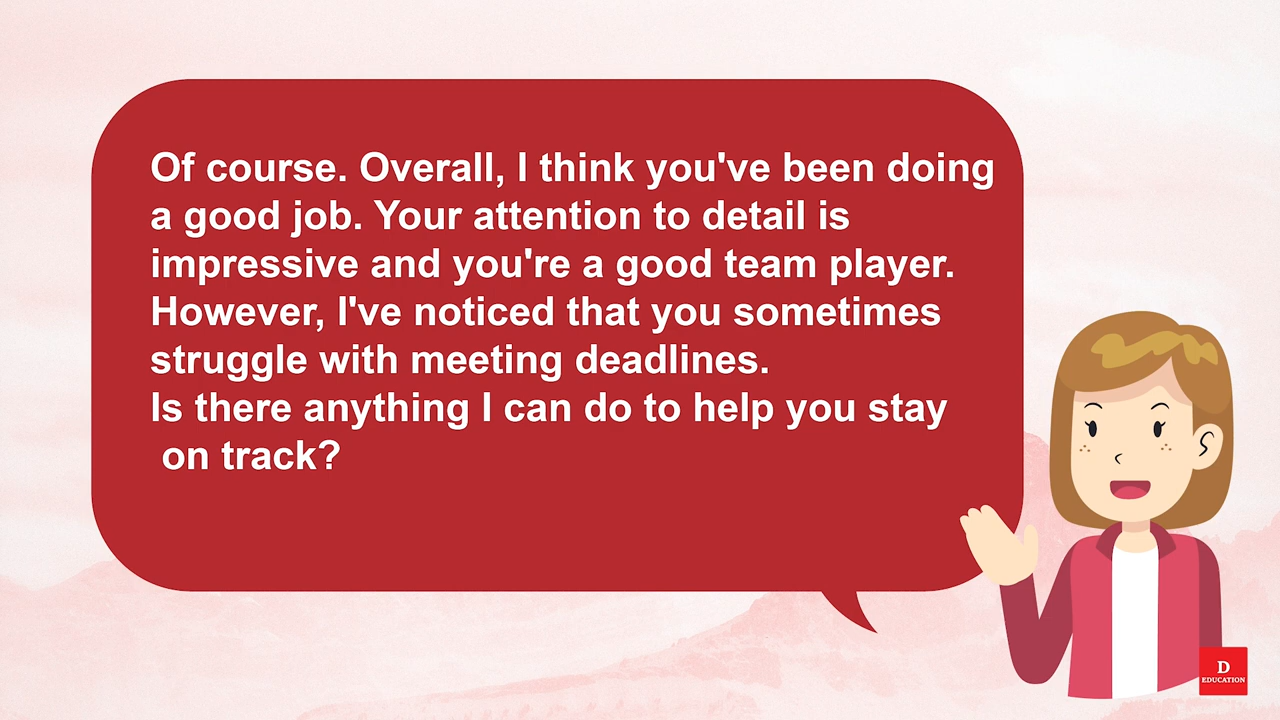 Of course. Overall, I think you've been doing
a good job. Your attention to detail is
impressive and you're a good team player.
However, I've noticed that you sometimes
struggle with meeting deadlines.
Is there anything I can do to help you stay
on track?
D
EDUCATION